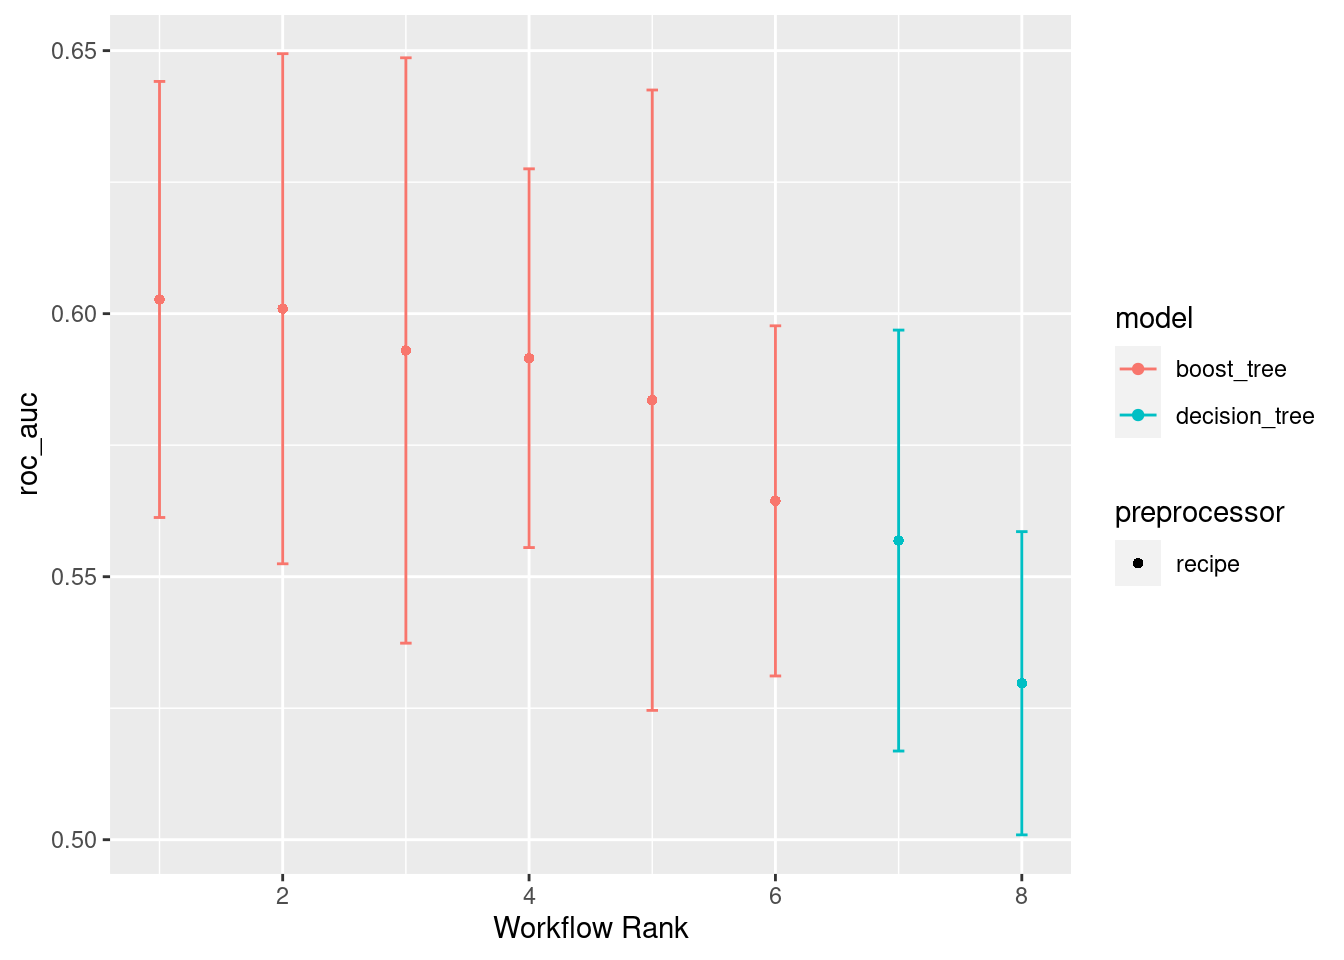 0.65
0.60
0.55
0.50
roc_auc
2
4
6
8
Workflow Rank
model
boost_tree
decision_tree
preprocessor
recipe